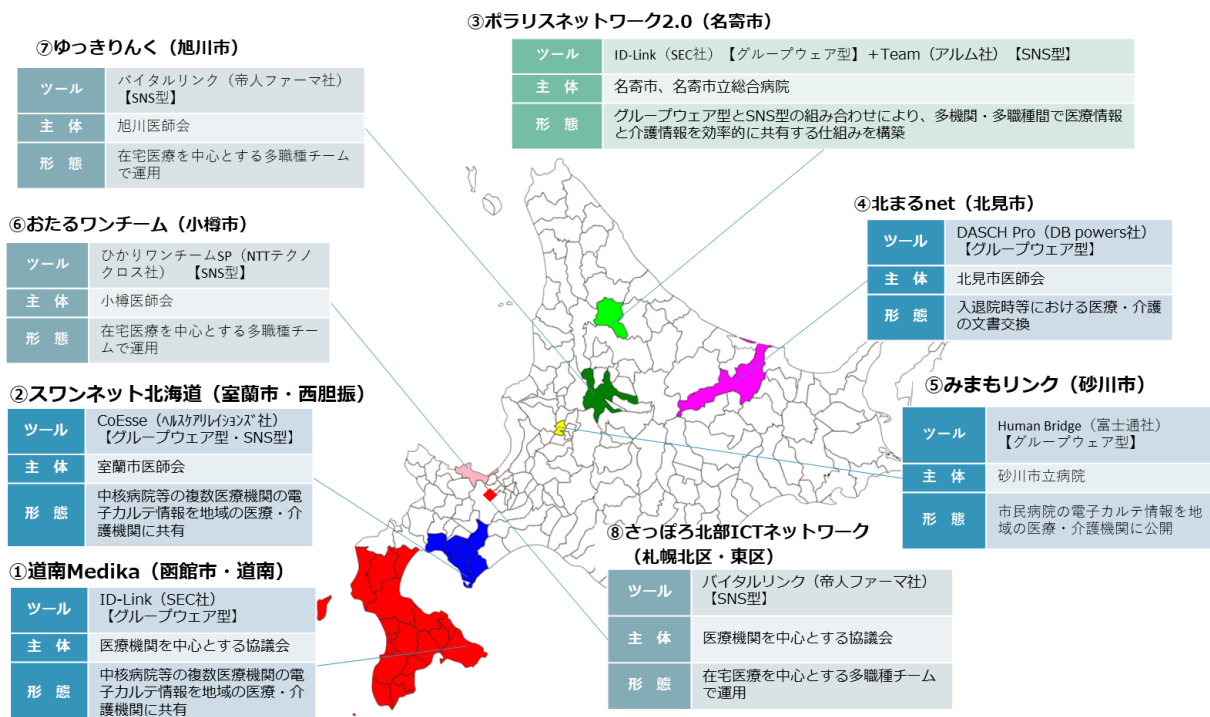 ③ポラリスネットワーク2.0（名寄市）
ツール
ID-Link（SEC社）【グループウェア型】＋Team（アルム社）【SNS型】
主　体
名寄市、名寄市立総合病院
形　態
グループウェア型とSNS型の組み合わせにより、多機関・多職種間で医療情報
と介護情報を効率的に共有する仕組みを構築
⑦ゆっきりんく（旭川市）
ツール
バイタルリンク（帝人ファーマ社）
【SNS型】
主　体
旭川医師会
形　態
在宅医療を中心とする多職種チーム
で運用
⑥おたるワンチーム（小樽市）
ツール
ひかりワンチームSP（NTTテクノ
クロス社）　【SNS型】
主　体
小樽医師会
形　態
在宅医療を中心とする多職種チー
ムで運用
④北まるnet（北見市）
ツール
DASCH Pro（DB powers社）
【グループウェア型】
主　体
北見市医師会
形　態
入退院時等における医療・介護
の文書交換
②スワンネット北海道（室蘭市・西胆振）
ツール
CoEsse（ﾍﾙｽｹｱﾘﾚｲｼｮﾝｽﾞ社）
【グループウェア型・SNS型】
主　体
室蘭市医師会
形　態
中核病院等の複数医療機関の電
子カルテ情報を地域の医療・介
護機関に共有
⑤みまもリンク（砂川市）
ツール
Human Bridge（富士通社）
【グループウェア型】
主　体
砂川市立病院
形　態
市民病院の電子カルテ情報を地
域の医療・介護機関に公開
①道南Medika（函館市・道南）
ツール
ID-Link（SEC社）
【グループウェア型】
主　体
医療機関を中心とする協議会
形　態
中核病院等の複数医療機関の電
子カルテ情報を地域の医療・介
護機関に共有
⑧さっぽろ北部ICTネットワーク
（札幌北区・東区）
ツール
バイタルリンク（帝人ファーマ社）
【SNS型】
主　体
医療機関を中心とする協議会
形　態
在宅医療を中心とする多職種チーム
で運用